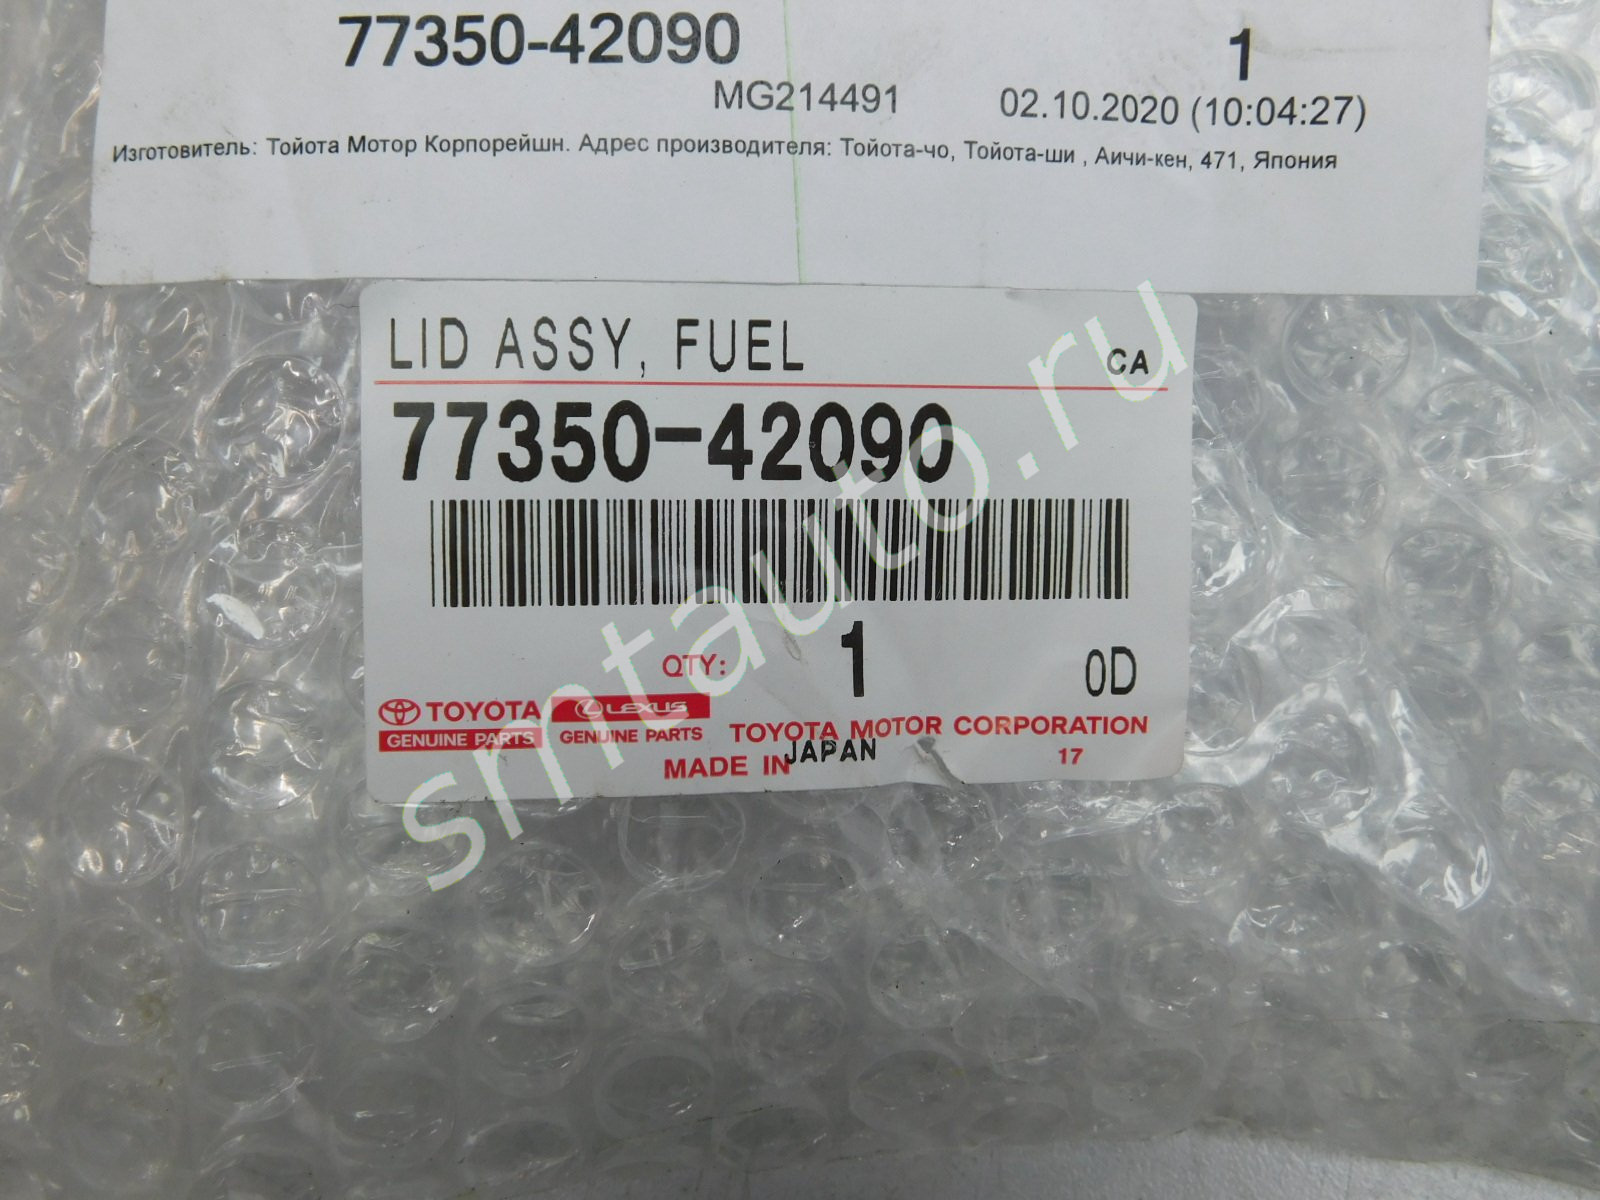 77350-42090 1
MG214491 02.10.2020 (10:04:27)
Изготовитель: Тойота Мотор Корпорейшн. Адрес производителя: Тойота-чо, Тойота-ши , Аичи-кен, 471, Япония
LID ASSY, FUEL CA
77350-42090
QTY: 1 0D
TOYOTA LEXUS
GENUINE PARTS GENUINE PARTS TOYOTA MOTOR CORPORATION
MADE IN JAPAN 17
smtauto.ru